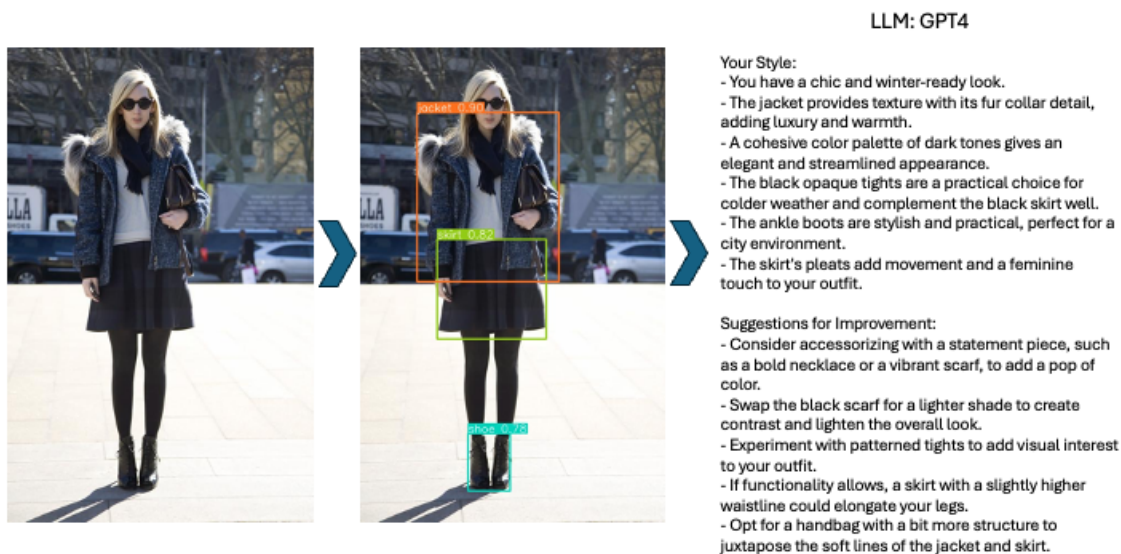 LLM: GPT4
LLA
SHOES
LLA
jacket 0.90
skirt 0.82
shoe 0.78
Your Style:
- You have a chic and winter-ready look.
- The jacket provides texture with its fur collar detail,
adding luxury and warmth.
- A cohesive color palette of dark tones gives an
elegant and streamlined appearance.
- The black opaque tights are a practical choice for
colder weather and complement the black skirt well.
- The ankle boots are stylish and practical, perfect for a
city environment.
- The skirt's pleats add movement and a feminine
touch to your outfit.
Suggestions for Improvement:
- Consider accessorizing with a statement piece, such
as a bold necklace or a vibrant scarf, to add a pop of
color.
- Swap the black scarf for a lighter shade to create
contrast and lighten the overall look.
- Experiment with patterned tights to add visual interest
to your outfit.
- If functionality allows, a skirt with a slightly higher
waistline could elongate your legs.
- Opt for a handbag with a bit more structure to
juxtapose the soft lines of the jacket and skirt.